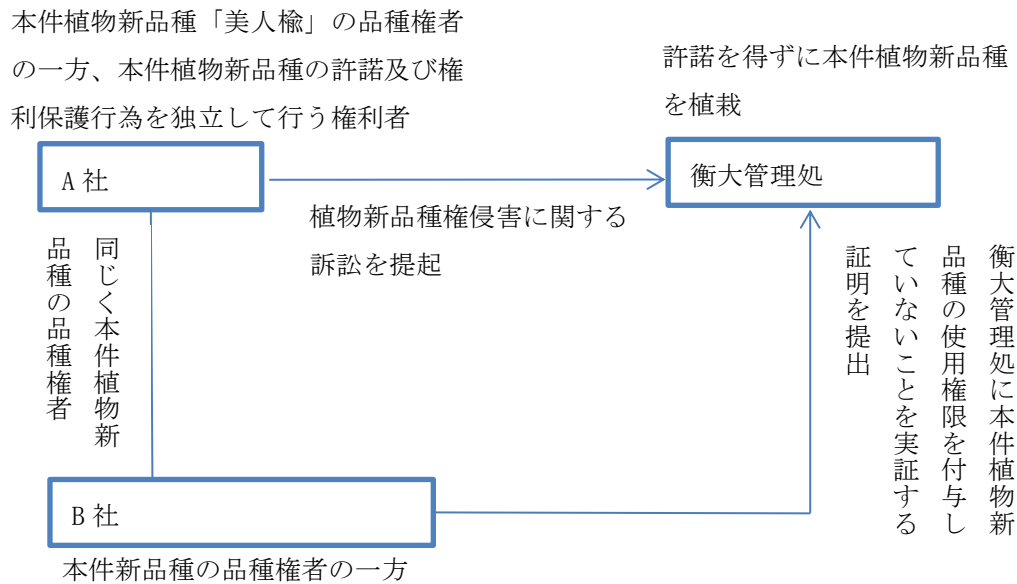 本件植物新品種「美人楡」の品種権者
の一方、本件植物新品種の許諾及び権
利保護行為を独立して行う権利者
許諾を得ずに本件植物新品種
を植栽
A 社
衡大管理処
植物新品種権侵害に関する
訴訟を提起
同じく本件植物新
品種の品種権者
衡大管理処に本件植物新
品種の使用権限を付与し
ていないことを実証する
証明を提出
B 社
本件新品種の品種権者の一方